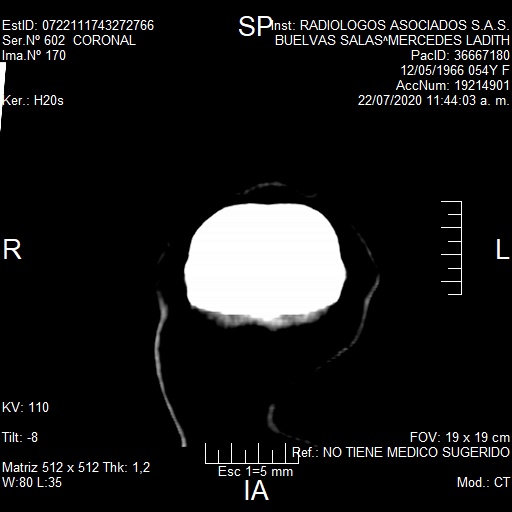 EstID: 0722111743272766
Ser.Nº 602 CORONAL
Ima.Nº 170
Ker.: H20s
SP
Inst: RADIOLOGOS ASOCIADOS S.A.S.
BUELVAS SALAS^MERCEDES LADITH
PacID: 36667180
12/05/1966 054Y F
AccNum: 19214901
22/07/2020 11:44:03 a. m.
R
L
KV: 110
Tilt: -8
Matriz 512 x 512 Thk: 1,2
W:80 L:35
Esc 1=5 mm
IA
FOV: 19 x 19 cm
Ref.: NO TIENE MEDICO SUGERIDO
Mod.: CT